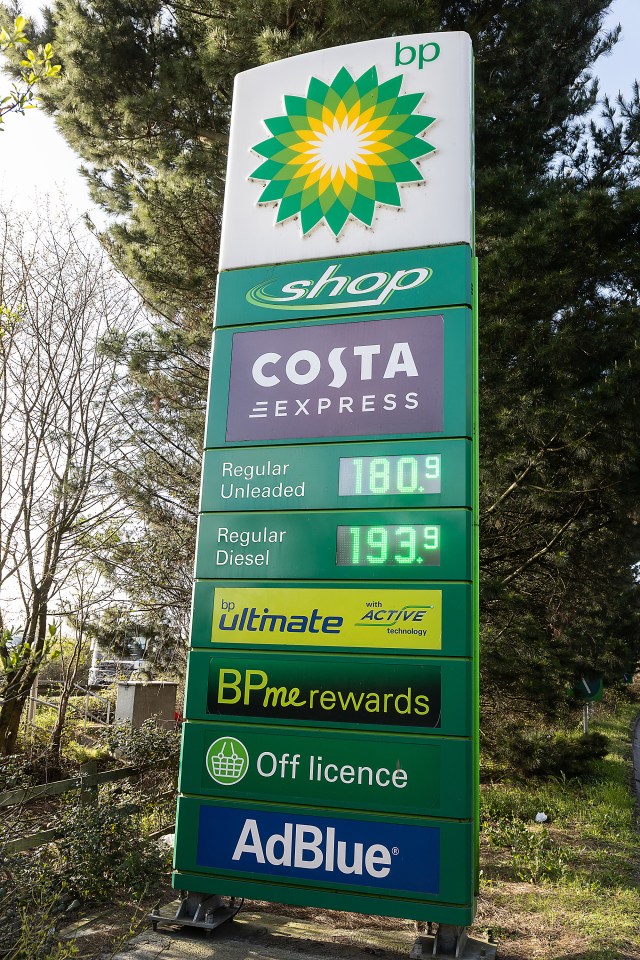 bp
shop
COSTA
EXPRESS
Regular
Unleaded
180.9
Regular
Diesel
193.9
bp
ultimate
with
ACTIVE
technology
BPme rewards
Off licence
AdBlue®